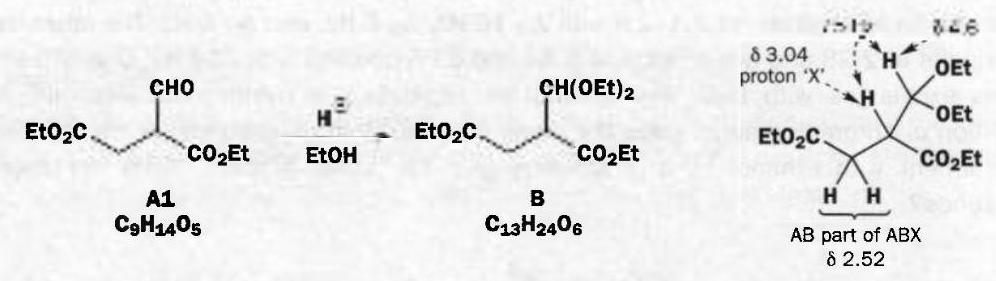 CHO
EtO₂C
CO₂Et
A1
C₉H₁₄O₅
H
EtOH
CH(OEt)₂
EtO₂C
CO₂Et
B
C₁₃H₂₄O₆
δ 3.04
proton 'X'
H
OEt
OEt
H
EtO₂C
CO₂Et
H H
AB part of ABX
δ 2.52